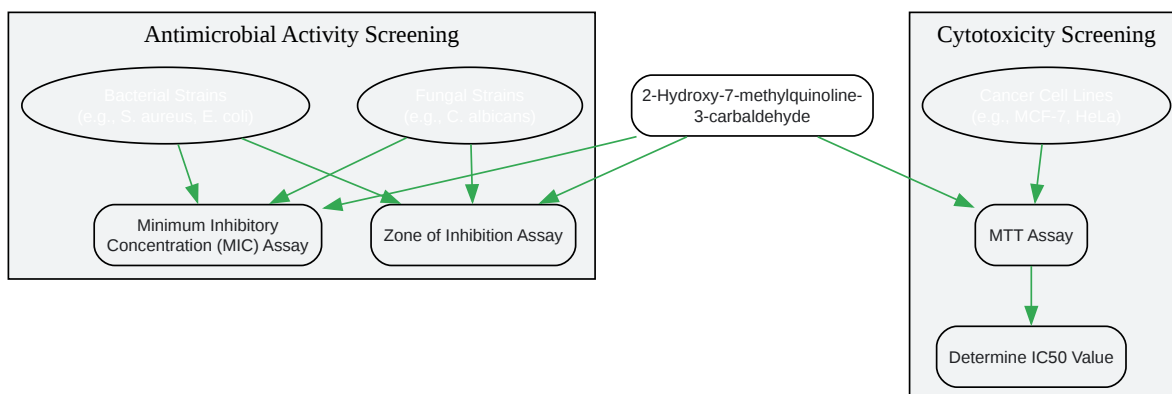 Antimicrobial Activity Screening
Cytotoxicity Screening
Bacterial Strains
(e.g., S. aureus, E. coli)
Fungal Strains
(e.g., C. albicans)
2-Hydroxy-7-methylquinoline-
3-carbaldehyde
Cancer Cell Lines
(e.g., MCF-7, HeLa)
Minimum Inhibitory
Concentration (MIC) Assay
Zone of Inhibition Assay
MTT Assay
Determine IC50 Value